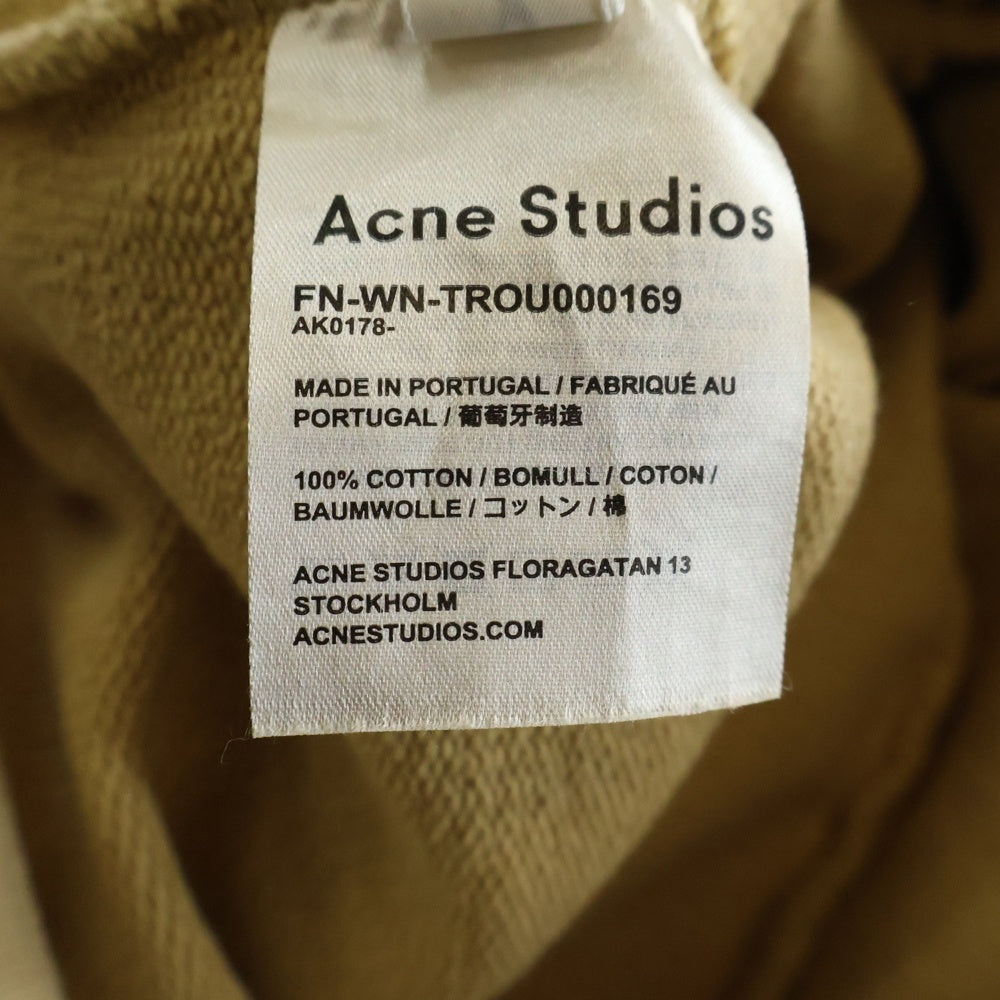 Acne Studios
FN-WN-TROU000169
AK0178-
MADE IN PORTUGAL / FABRIQUÉ AU
PORTUGAL / 葡萄牙制造
100% COTTON / BOMULL / COTON /
BAUMWOLLE / コットン / 棉
ACNE STUDIOS FLORAGATAN 13
STOCKHOLM
ACNESTUDIOS.COM